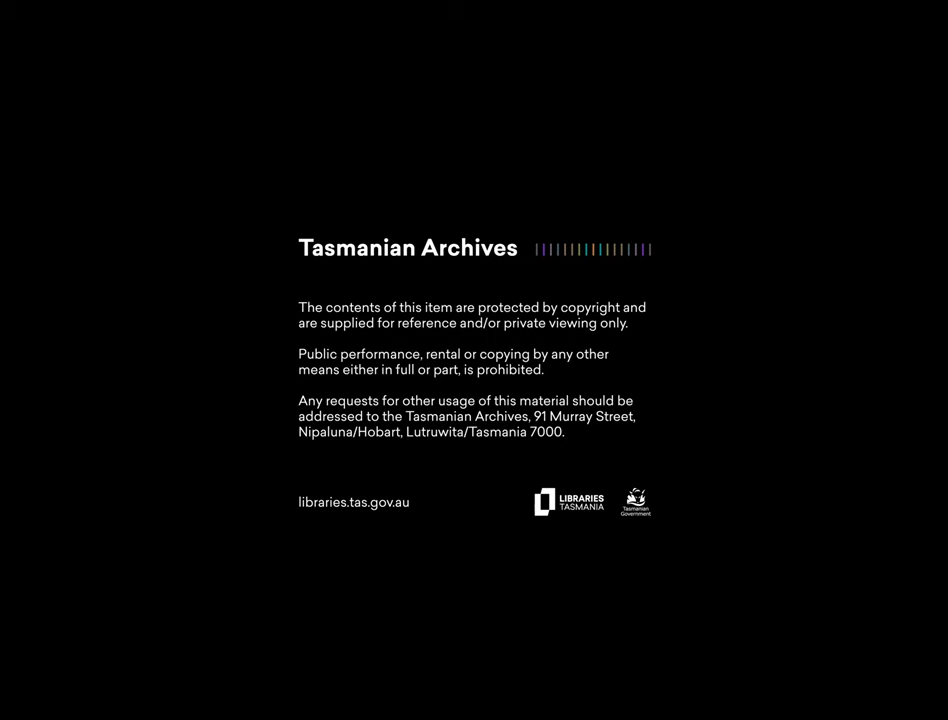 Tasmanian Archives
The contents of this item are protected by copyright and
are supplied for reference and/or private viewing only.
Public performance, rental or copying by any other
means either in full or part, is prohibited.
Any requests for other usage of this material should be
addressed to the Tasmanian Archives, 91 Murray Street,
Nipaluna/Hobart, Lutruwita/Tasmania 7000.
libraries.tas.gov.au
LIBRARIES
TASMANIA
Tasmanian
Government